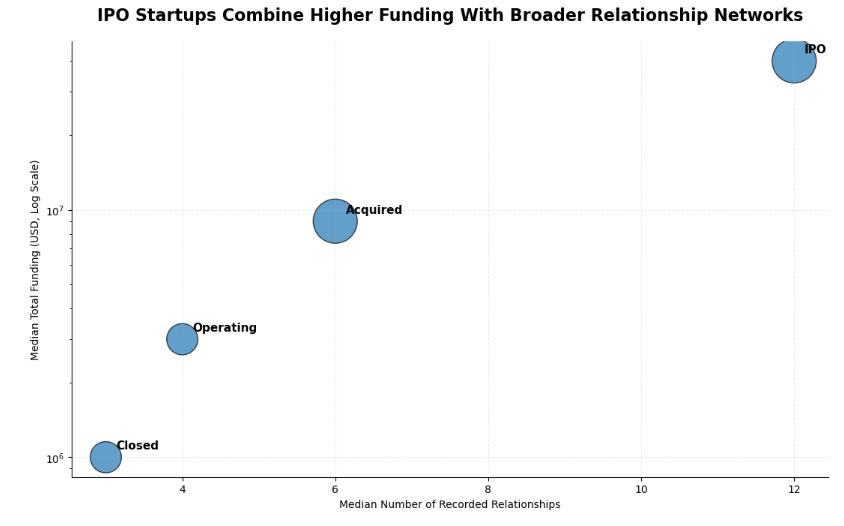 IPO Startups Combine Higher Funding With Broader Relationship Networks
IPO
Acquired
Operating
Closed
Median Total Funding (USD, Log Scale)
10⁷
10⁶
4 6 8 10 12
Median Number of Recorded Relationships